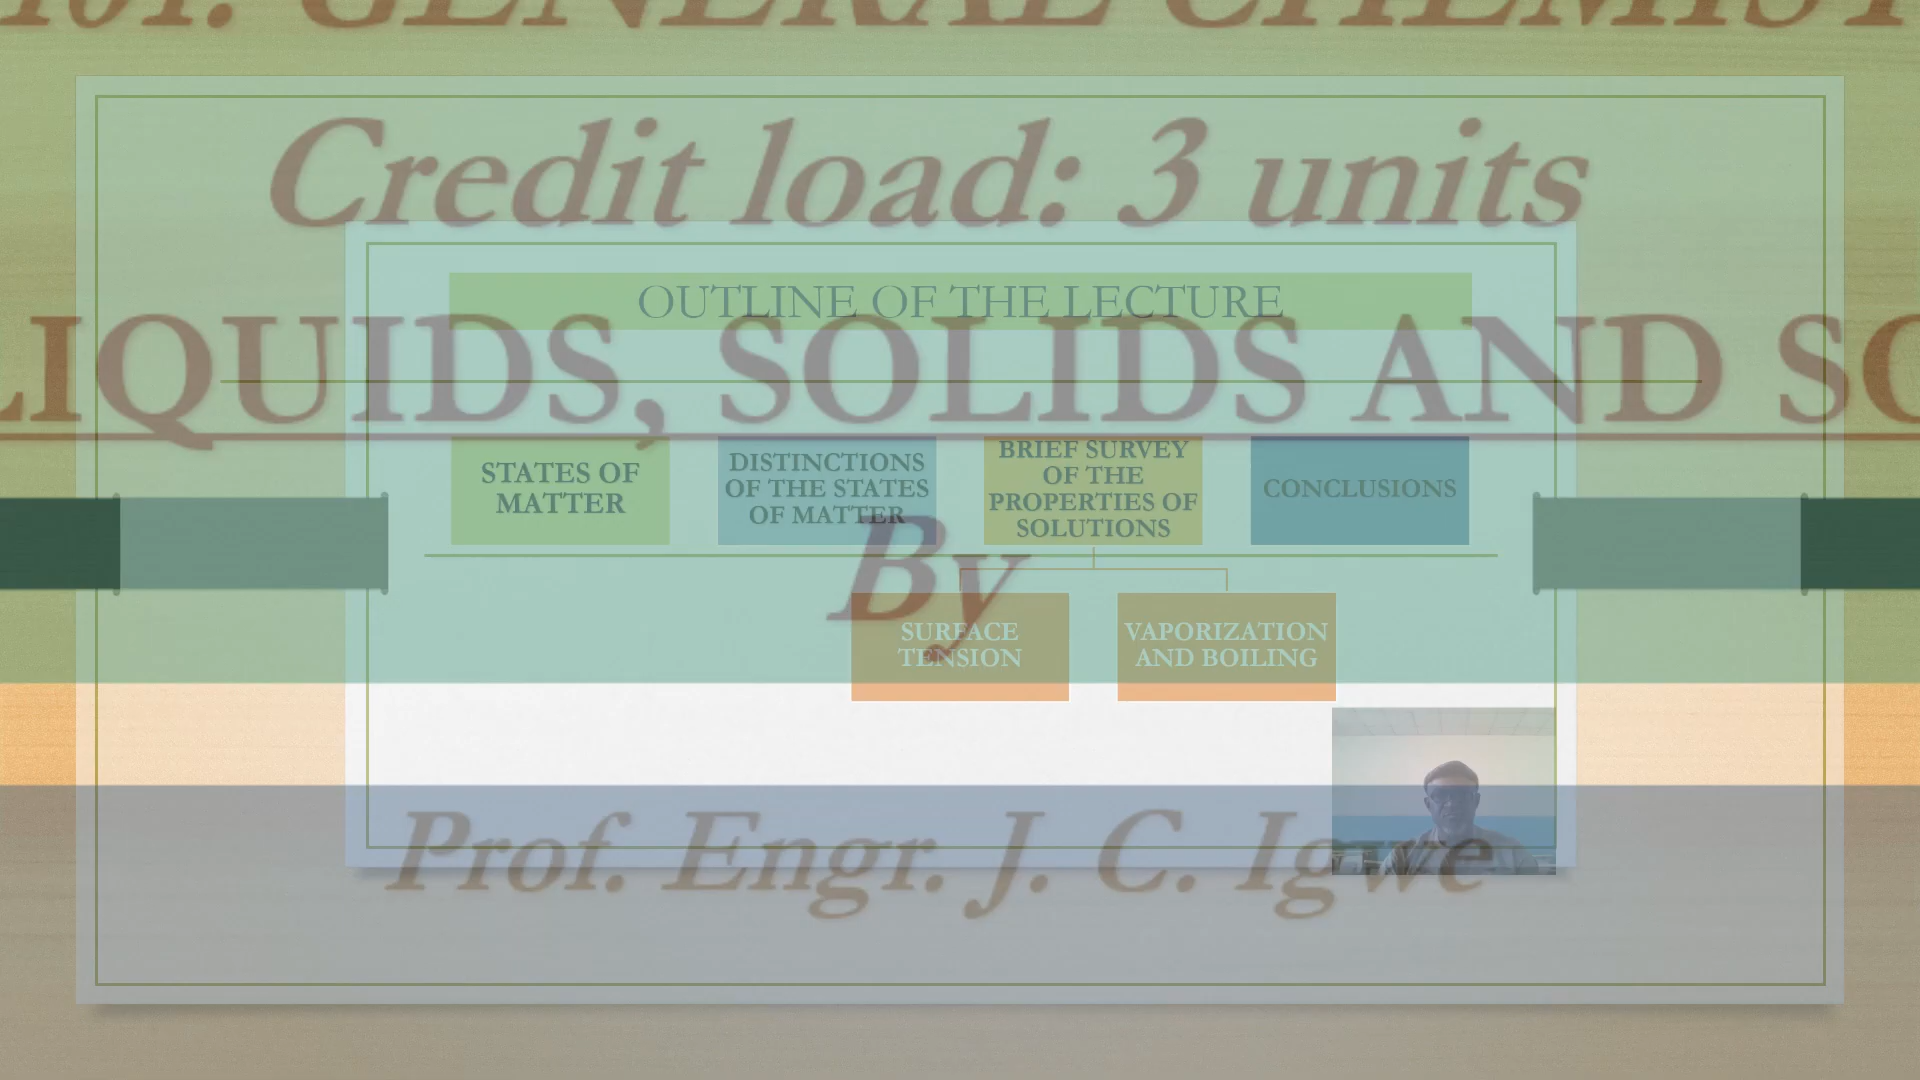 GENERAL
Credit load: 3 units
OUTLINE OF THE LECTURE
LIQUIDS, SOLIDS AND
STATES OF
MATTER
DISTINCTIONS
OF THE STATES
OF MATTER
BRIEF SURVEY
OF THE
PROPERTIES OF
SOLUTIONS
CONCLUSIONS
By
SURFACE
TENSION
VAPORIZATION
AND BOILING
Prof. Engr. J. C. Igwe